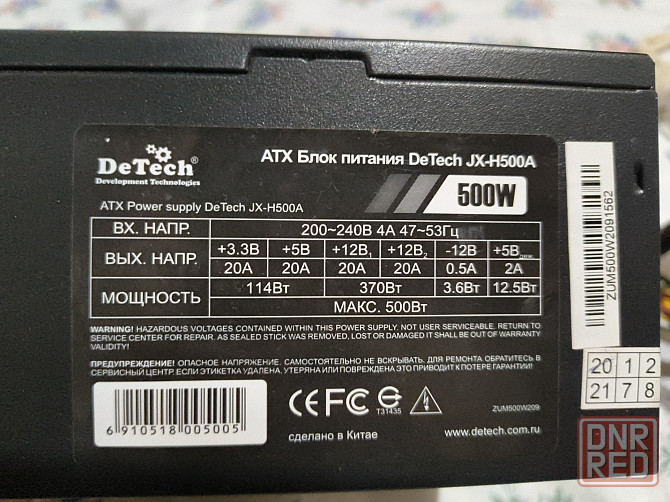 DeTech®
Development Technologies
ATX Блок питания DeTech JX-H500A
500W
ATX Power supply DeTech JX-H500A
ВХ. НАПР. 200~240В 4А 47~53Гц
ВЫХ. НАПР. +3.3В +5В +12В1 +12В2 -12В +5Вдеж.
20А 20А 20А 20А 0.5А 2А
МОЩНОСТЬ 114Вт 370Вт 3.6Вт 12.5Вт
МАКС. 500Вт
WARNING! HAZARDOUS VOLTAGES CONTAINED WITHIN THIS POWER SUPPLY. NOT USER SERVICEABLE. RETURN TO
SERVICE CENTER FOR REPAIR. AS SEALED STICK WAS REMOVED, LOST OR DAMAGED IT SHALL BE OUT OF WARRANTY
ПРЕДУПРЕЖДЕНИЕ! ОПАСНОЕ НАПРЯЖЕНИЕ. САМОСТОЯТЕЛЬНО НЕ ВСКРЫВАТЬ. ДЛЯ РЕМОНТА ОБРАТИТЕСЬ В
СЕРВИСНЫЙ ЦЕНТР. ЕСЛИ ЭТИКЕТКА УДАЛЕНА, УТЕРЯНА ИЛИ ПОВРЕЖДЕНА ЭТО ПРИВОДИТ К ПОТЕРЕ ГАРАНТИИ!
6 910518 005005
CE FC
T31435
сделано в Китае
ZUM500W209
www.detech.com.ru
ZUM500W2091562
20 1 2
21 7 8
DNR
RED